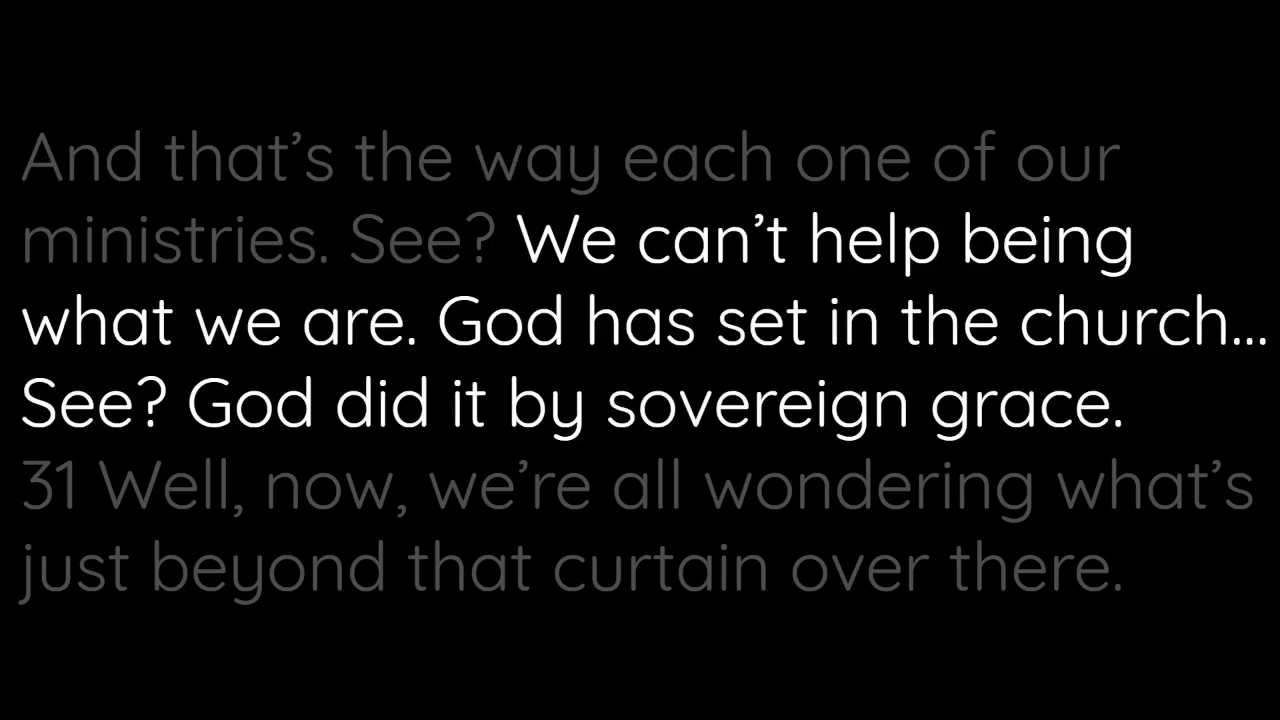 And that’s the way each one of our
ministries. See? We can’t help being
what we are. God has set in the church...
See? God did it by sovereign grace.
31 Well, now, we’re all wondering what’s
just beyond that curtain over there.